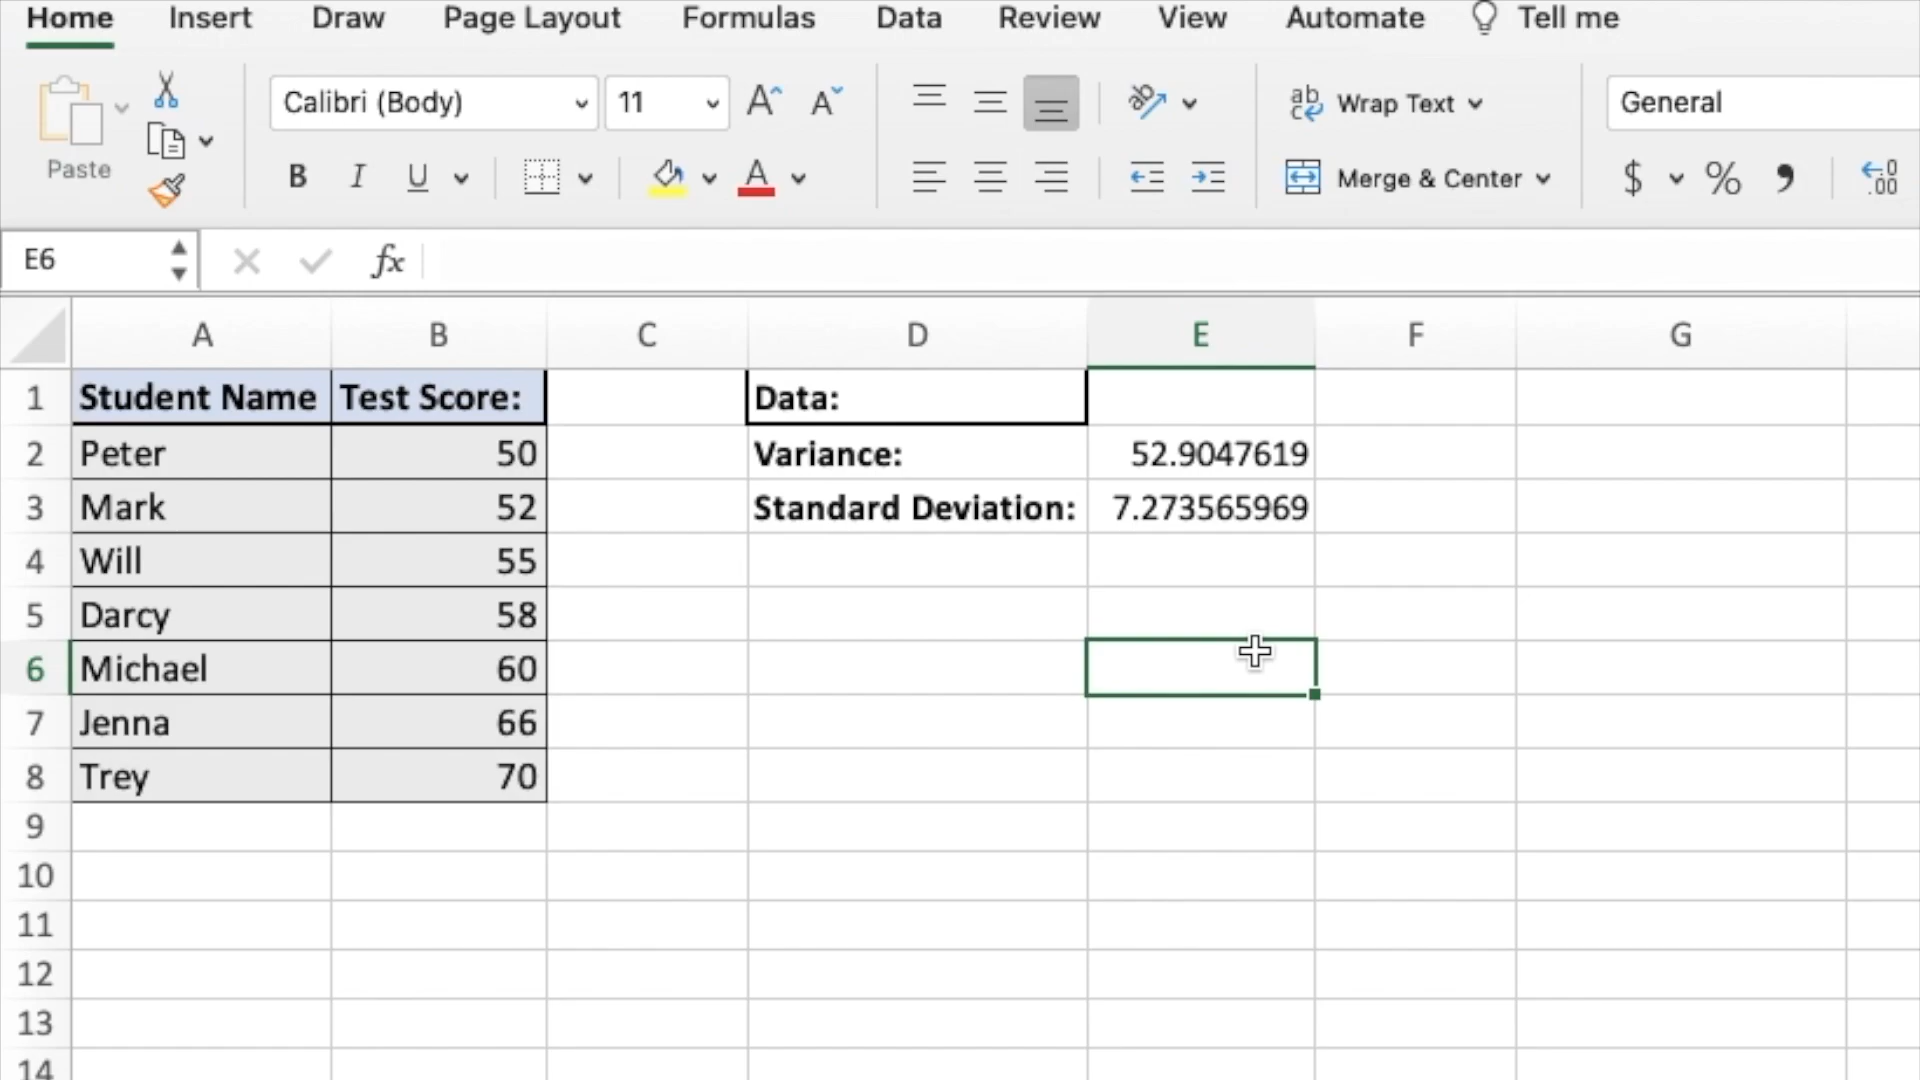 Home Insert Draw Page Layout Formulas Data Review View Automate Tell me
Calibri (Body) 11 A A ab Wrap Text General
Paste B I U A Merge & Center $ % , .00
E6 fx
A B C D E F G
1 Student Name Test Score: Data:
2 Peter 50 Variance: 52.9047619
3 Mark 52 Standard Deviation: 7.273565969
4 Will 55
5 Darcy 58
6 Michael 60
7 Jenna 66
8 Trey 70
9
10
11
12
13
14